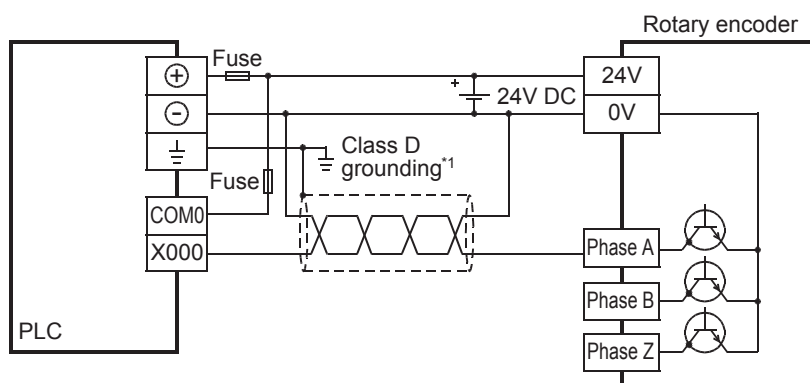 Rotary encoder
Fuse
24V
24V DC
0V
Class D
grounding*1
Fuse
COM0
X000
Phase A
Phase B
Phase Z
PLC